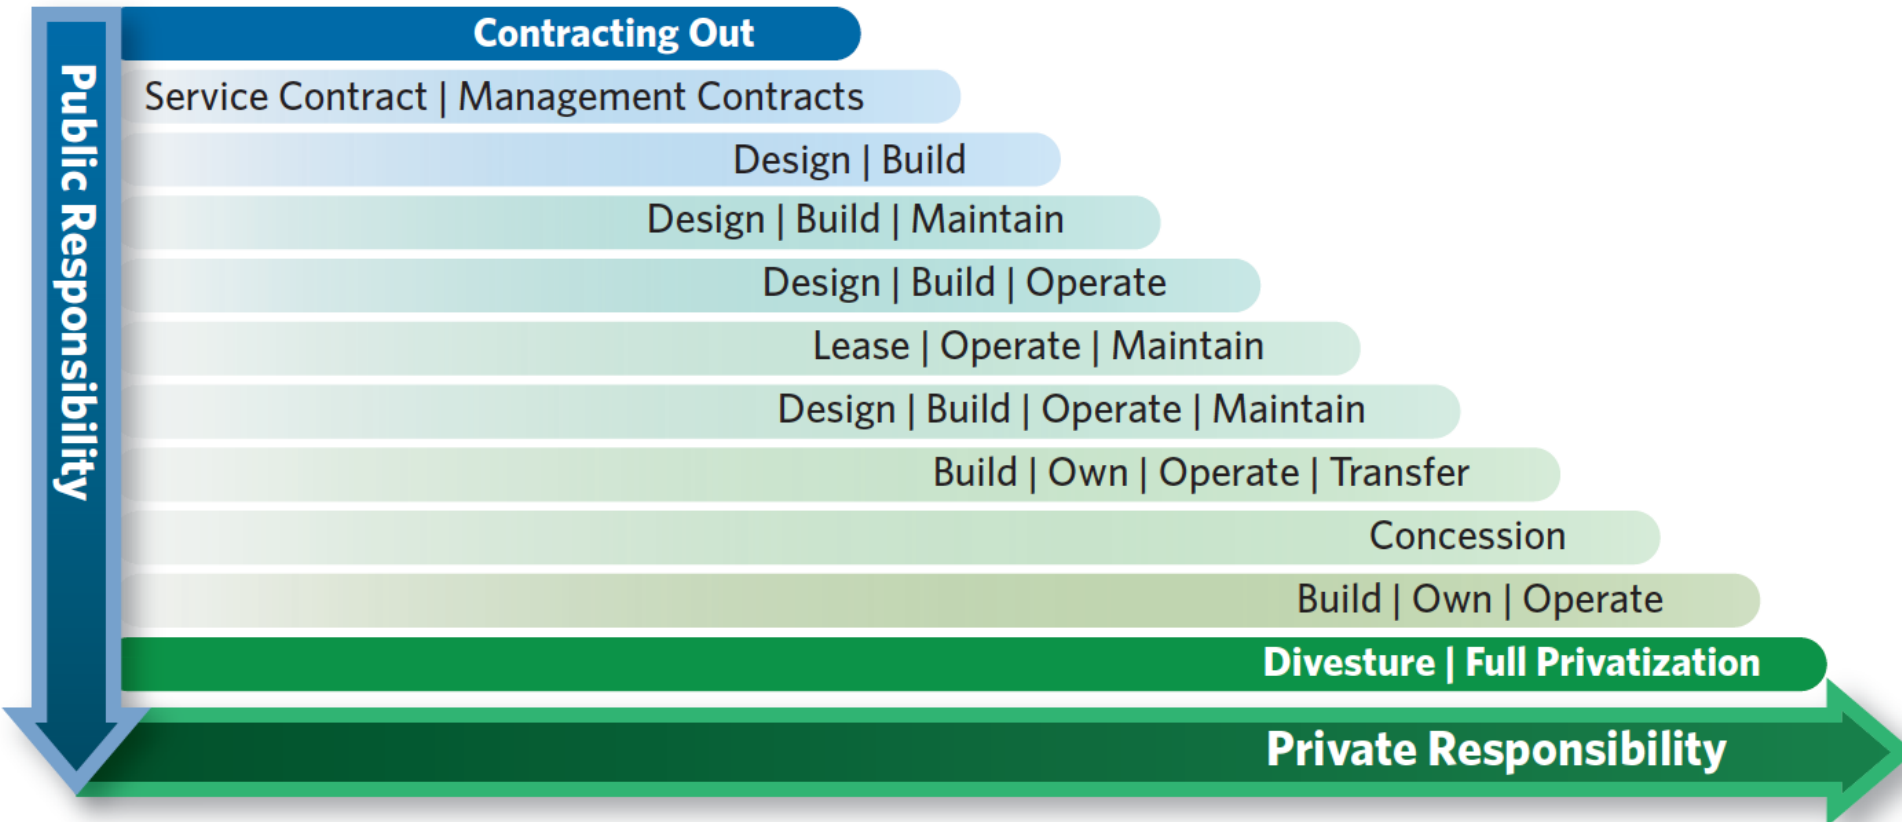 Public Responsibility
Contracting Out
Service Contract | Management Contracts
Design | Build
Design | Build | Maintain
Design | Build | Operate
Lease | Operate | Maintain
Design | Build | Operate | Maintain
Build | Own | Operate | Transfer
Concession
Build | Own | Operate
Divesture | Full Privatization
Private Responsibility